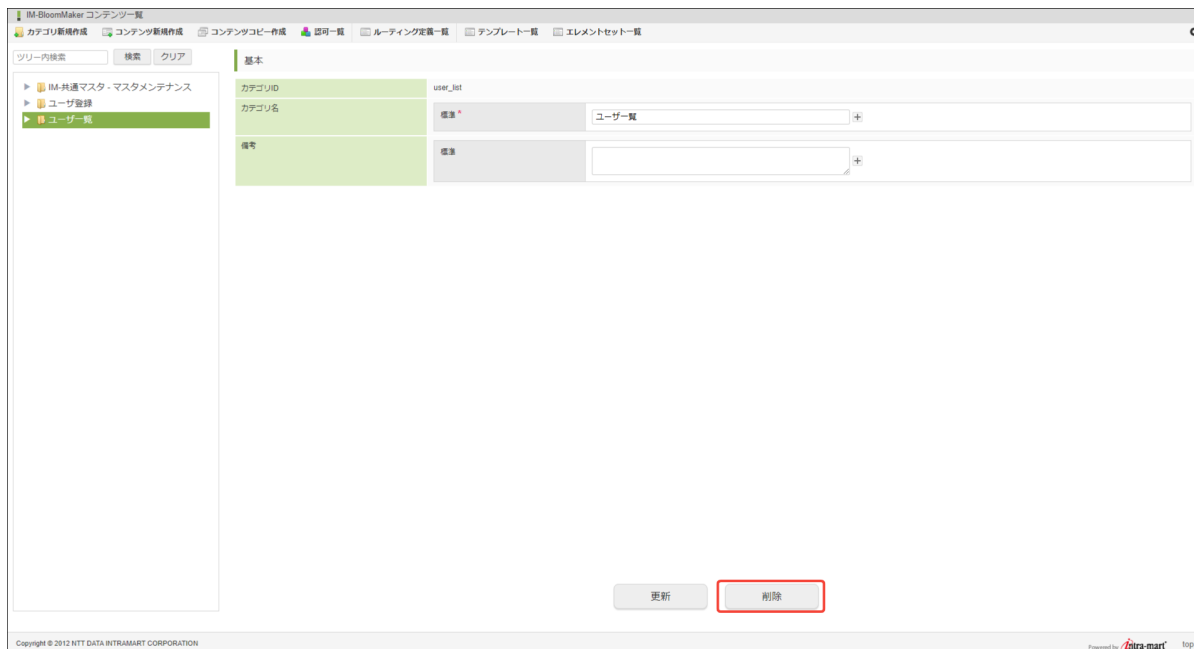 IM-BloomMaker コンテンツ一覧
カテゴリ新規作成 コンテンツ新規作成 コンテンツコピー作成 認可一覧 ルーティング定義一覧 テンプレート一覧 エレメントセット一覧
ツリー内検索 検索 クリア
基本
IM-共通マスタ - マスタメンテナンス
ユーザ登録
ユーザ一覧
カテゴリID user_list
カテゴリ名 標準 * ユーザ一覧
備考 標準
更新 削除
Copyright © 2012 NTT DATA INTRAMART CORPORATION
Powered by intra-mart top